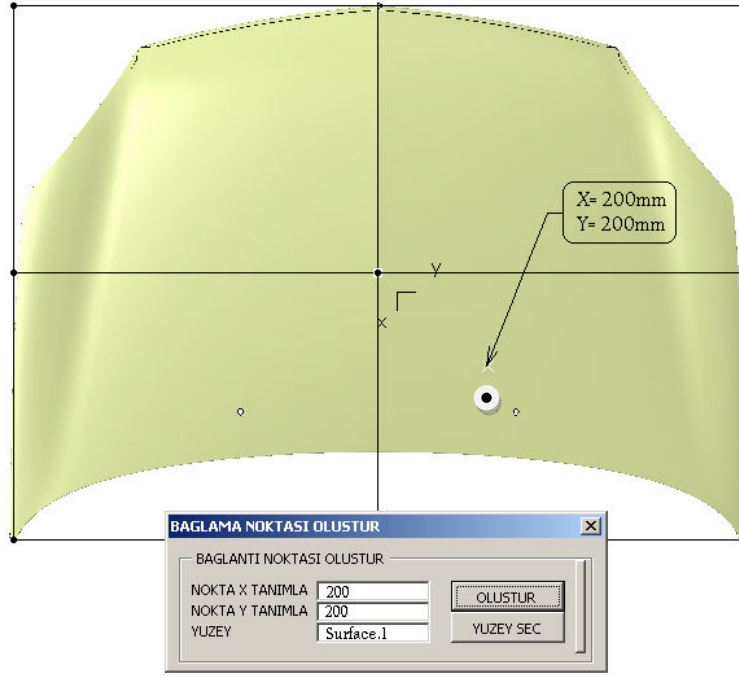 X= 200mm
Y= 200mm
y
x
BAGLAMA NOKTASI OLUSTUR
BAGLANTI NOKTASI OLUSTUR
NOKTA X TANIMLA 200
OLUSTUR
NOKTA Y TANIMLA 200
YUZEY Surface.1
YUZEY SEC